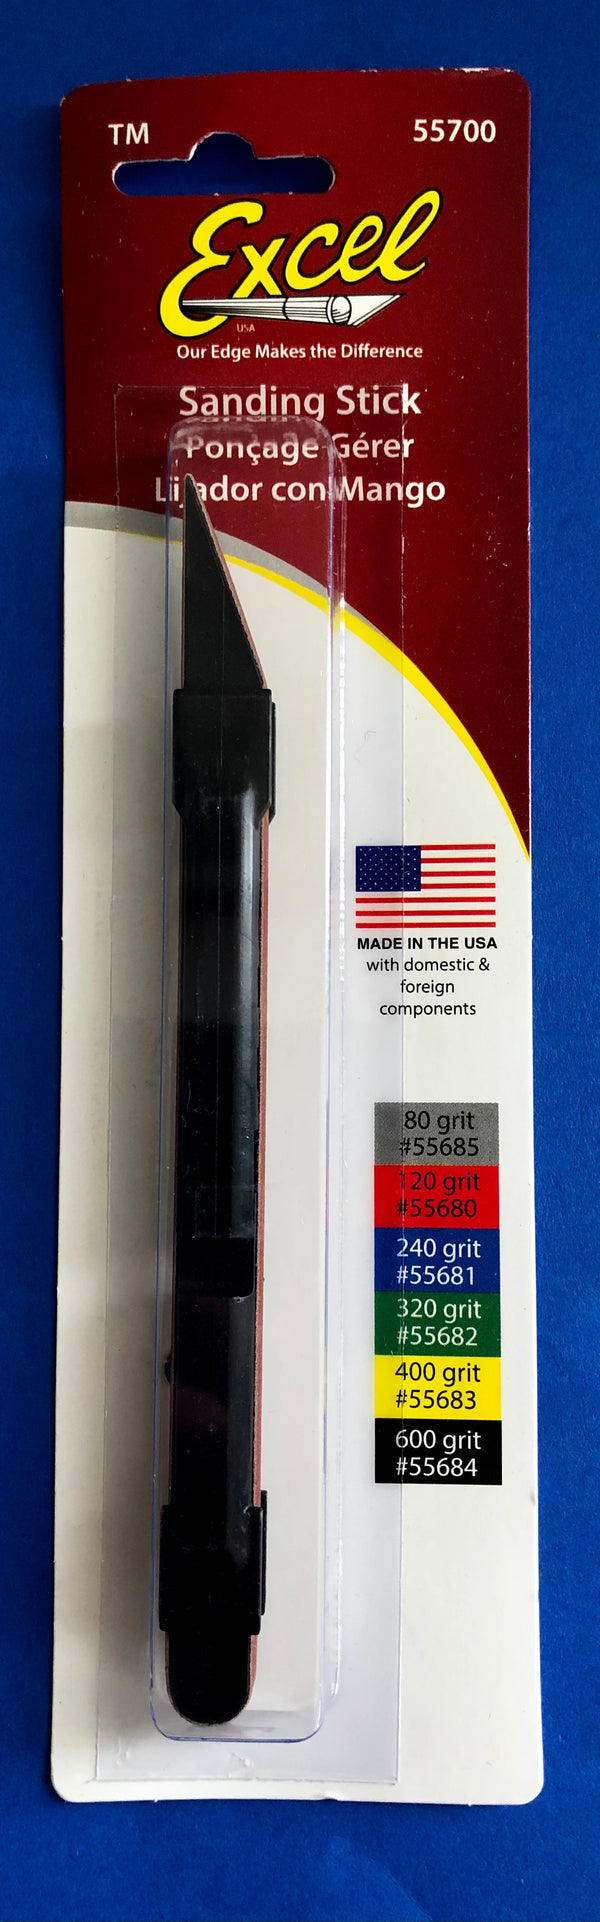 TM
55700
Excel
USA
Our Edge Makes the Difference
Sanding Stick
Ponçage Gérer
Lijador con Mango
MADE IN THE USA
with domestic &
foreign
components
80 grit
#55685
120 grit
#55680
240 grit
#55681
320 grit
#55682
400 grit
#55683
600 grit
#55684